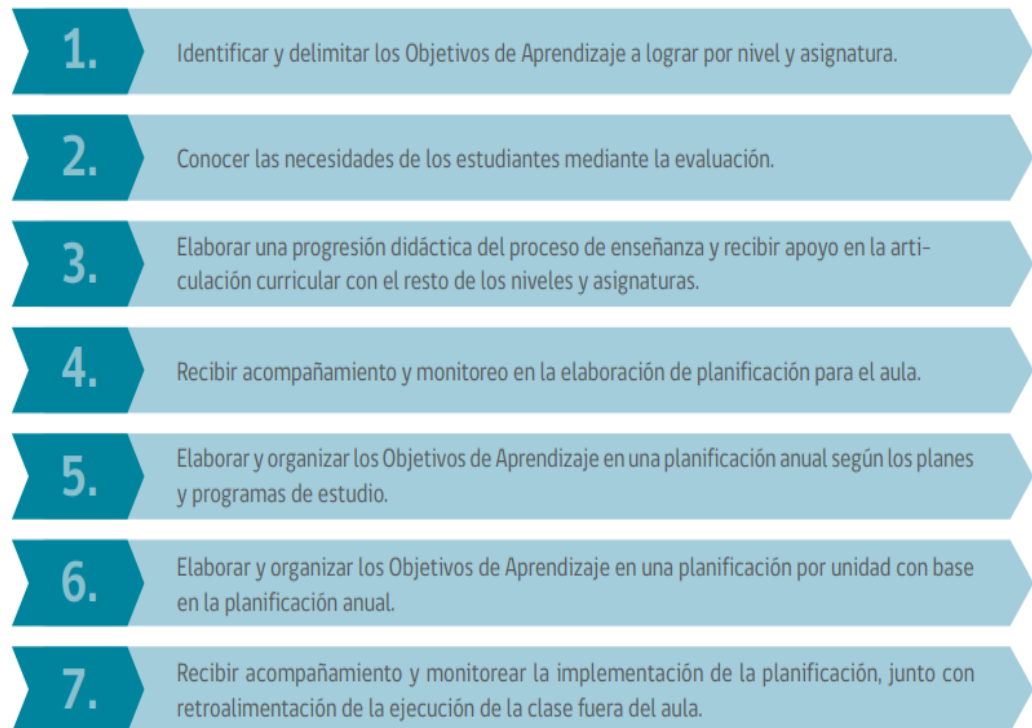 1.
Identificar y delimitar los Objetivos de Aprendizaje a lograr por nivel y asignatura.
2.
Conocer las necesidades de los estudiantes mediante la evaluación.
3.
Elaborar una progresión didáctica del proceso de enseñanza y recibir apoyo en la arti-
culación curricular con el resto de los niveles y asignaturas.
4.
Recibir acompañamiento y monitoreo en la elaboración de planificación para el aula.
5.
Elaborar y organizar los Objetivos de Aprendizaje en una planificación anual según los planes
y programas de estudio.
6.
Elaborar y organizar los Objetivos de Aprendizaje en una planificación por unidad con base
en la planificación anual.
7.
Recibir acompañamiento y monitorear la implementación de la planificación, junto con
retroalimentación de la ejecución de la clase fuera del aula.